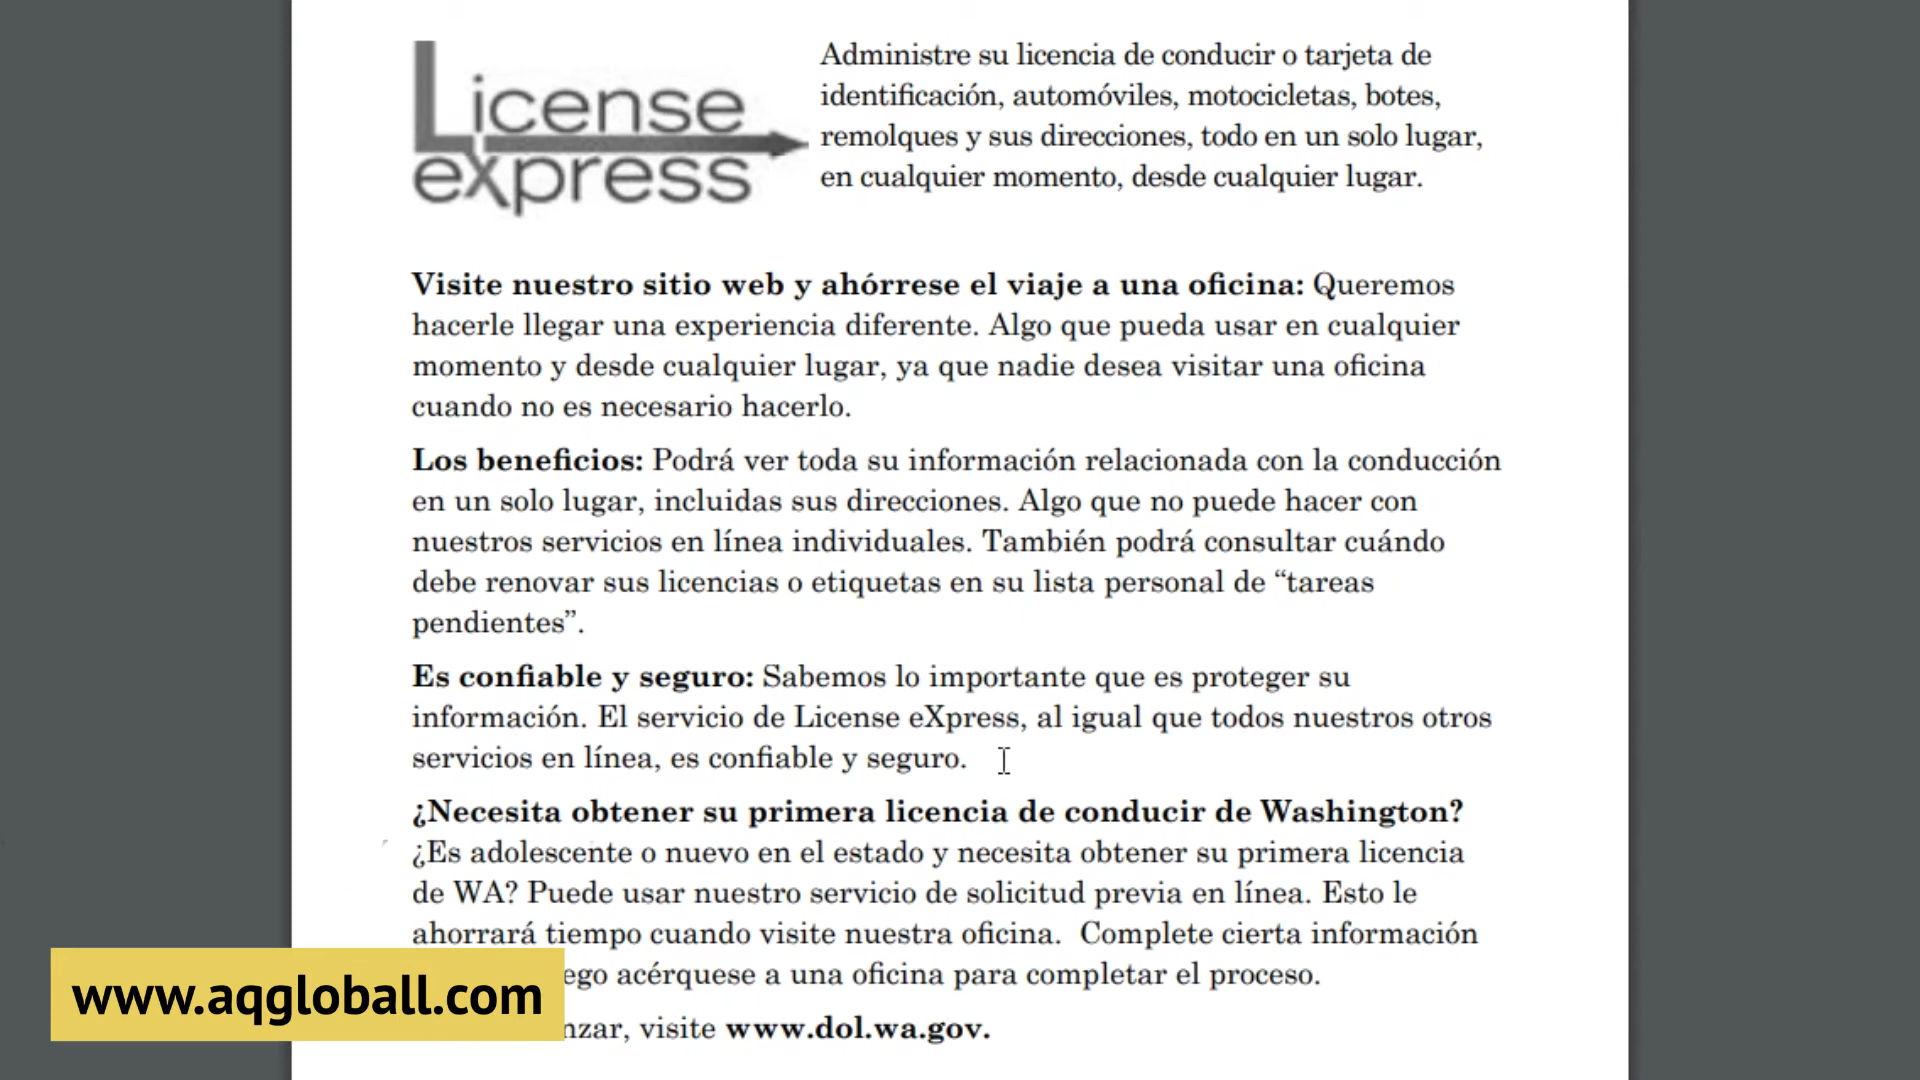 License
eXpress
Administre su licencia de conducir o tarjeta de
identificación, automóviles, motocicletas, botes,
remolques y sus direcciones, todo en un solo lugar,
en cualquier momento, desde cualquier lugar.
Visite nuestro sitio web y ahórrese el viaje a una oficina: Queremos
hacerle llegar una experiencia diferente. Algo que pueda usar en cualquier
momento y desde cualquier lugar, ya que nadie desea visitar una oficina
cuando no es necesario hacerlo.
Los beneficios: Podrá ver toda su información relacionada con la conducción
en un solo lugar, incluidas sus direcciones. Algo que no puede hacer con
nuestros servicios en línea individuales. También podrá consultar cuándo
debe renovar sus licencias o etiquetas en su lista personal de “tareas
pendientes”.
Es confiable y seguro: Sabemos lo importante que es proteger su
información. El servicio de License eXpress, al igual que todos nuestros otros
servicios en línea, es confiable y seguro.
¿Necesita obtener su primera licencia de conducir de Washington?
¿Es adolescente o nuevo en el estado y necesita obtener su primera licencia
de WA? Puede usar nuestro servicio de solicitud previa en línea. Esto le
ahorrará tiempo cuando visite nuestra oficina. Complete cierta información
acérquese a una oficina para completar el proceso.
visite www.dol.wa.gov.
www.aqgloball.com